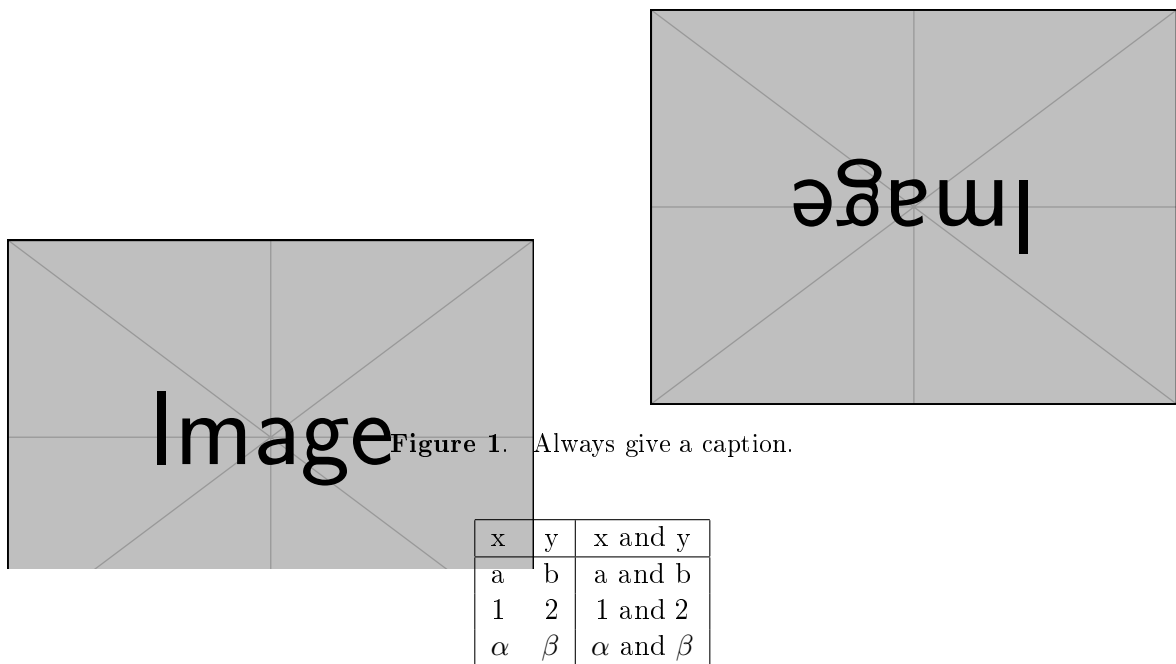 Image
Image
Figure 1. Always give a caption.
x y x and y
a b a and b
1 2 1 and 2
α β α and β